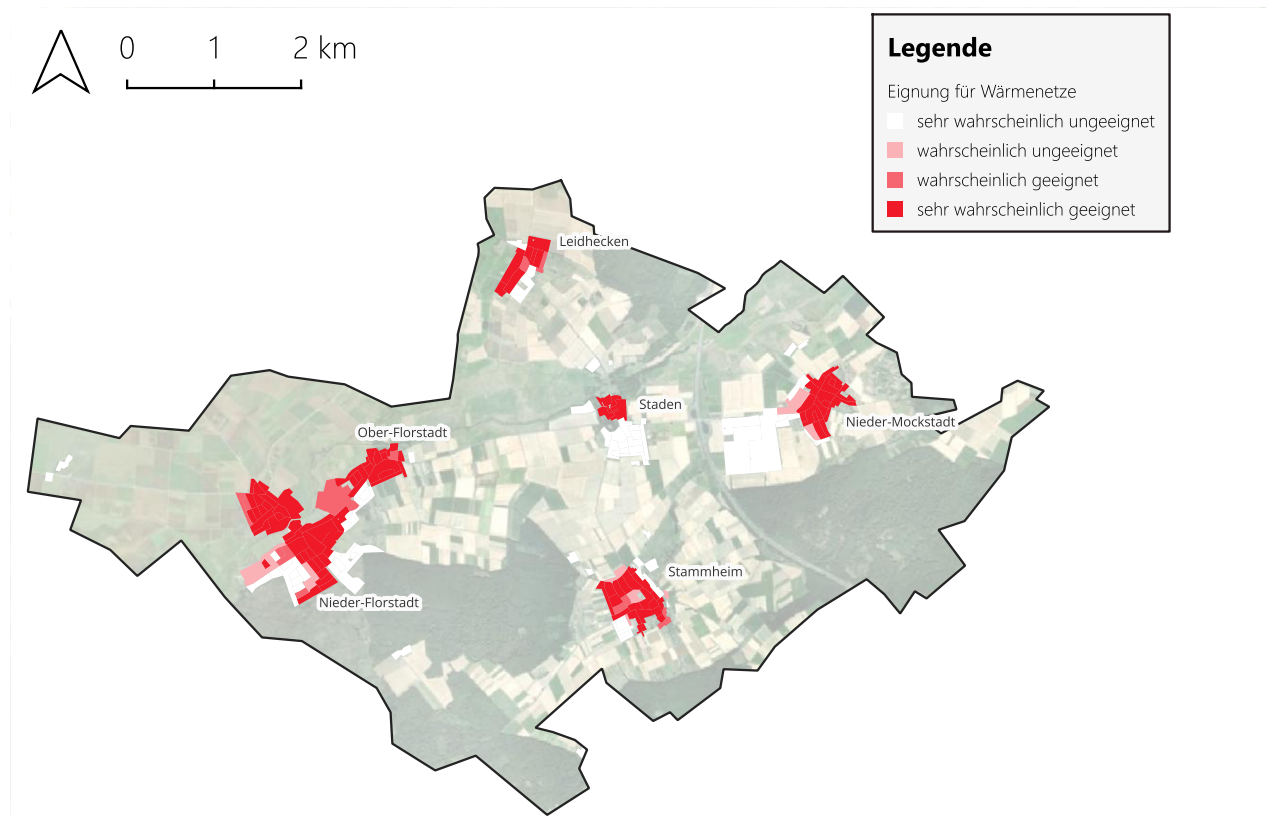 0 1 2 km
Legende
Eignung für Wärmenetze
sehr wahrscheinlich ungeeignet
wahrscheinlich ungeeignet
wahrscheinlich geeignet
sehr wahrscheinlich geeignet
Leidhecken
Staden
Nieder-Mockstadt
Ober-Florstadt
Stammheim
Nieder-Florstadt